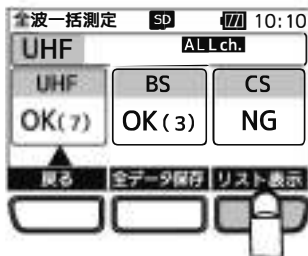 全波一括測定 SD 10:10
UHF ALLch.
UHF BS CS
OK(7) OK(3) NG
戻る 全データ保存 リスト表示